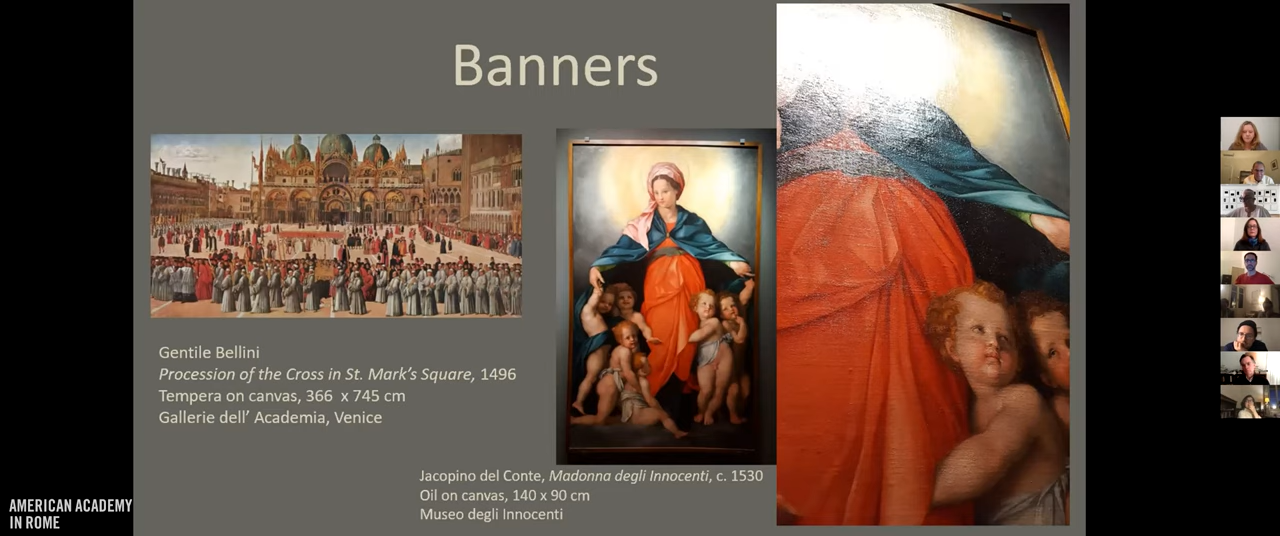 Banners
Gentile Bellini
Procession of the Cross in St. Mark's Square, 1496
Tempera on canvas, 366 x 745 cm
Gallerie dell' Academia, Venice
Jacopino del Conte, Madonna degli Innocenti, c. 1530
Oil on canvas, 140 x 90 cm
Museo degli Innocenti
AMERICAN ACADEMY
IN ROME